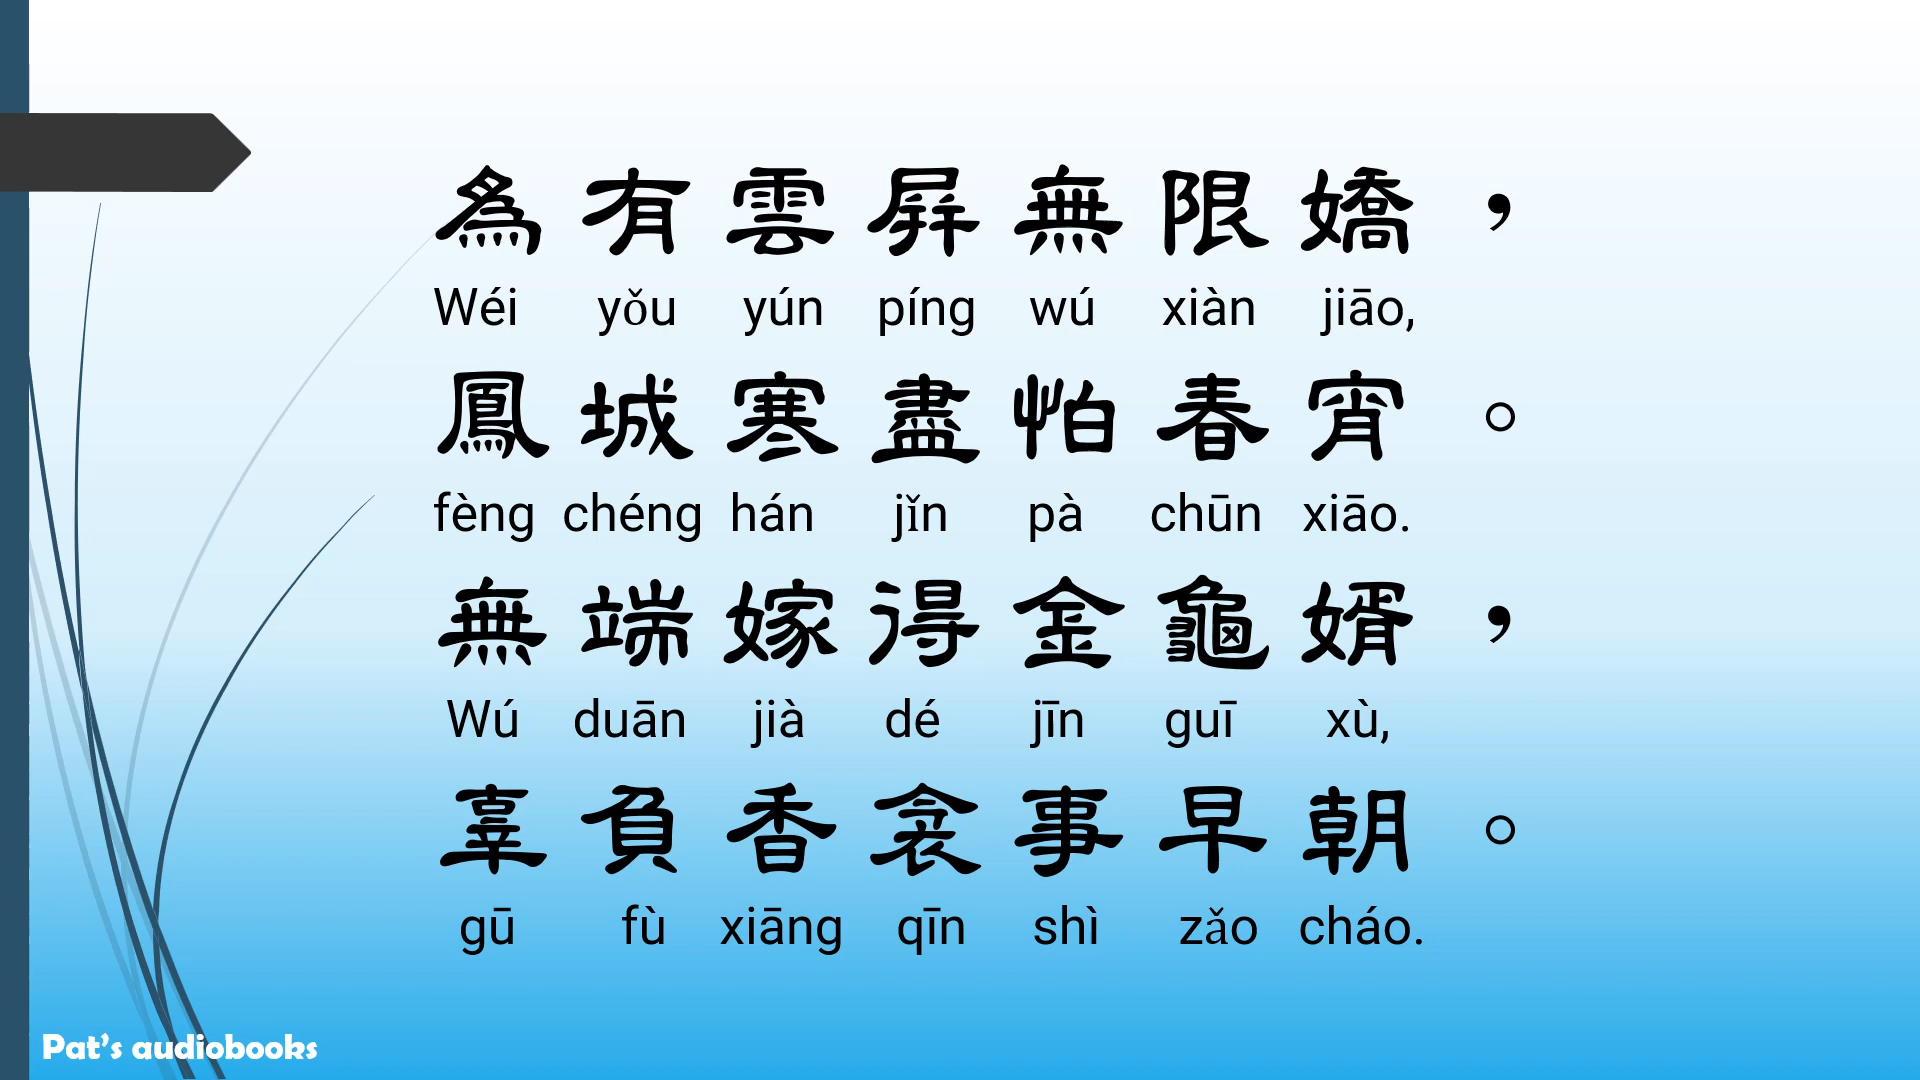 為有雲屏無限嬌，
Wéi yǒu yún píng wú xiàn jiāo,
鳳城寒盡怕春宵。
fèng chéng hán jǐn pà chūn xiāo.
無端嫁得金龜婿，
Wú duān jià dé jīn guī xù,
辜負香衾事早朝。
gū fù xiāng qīn shì zǎo cháo.
Pat's audiobooks